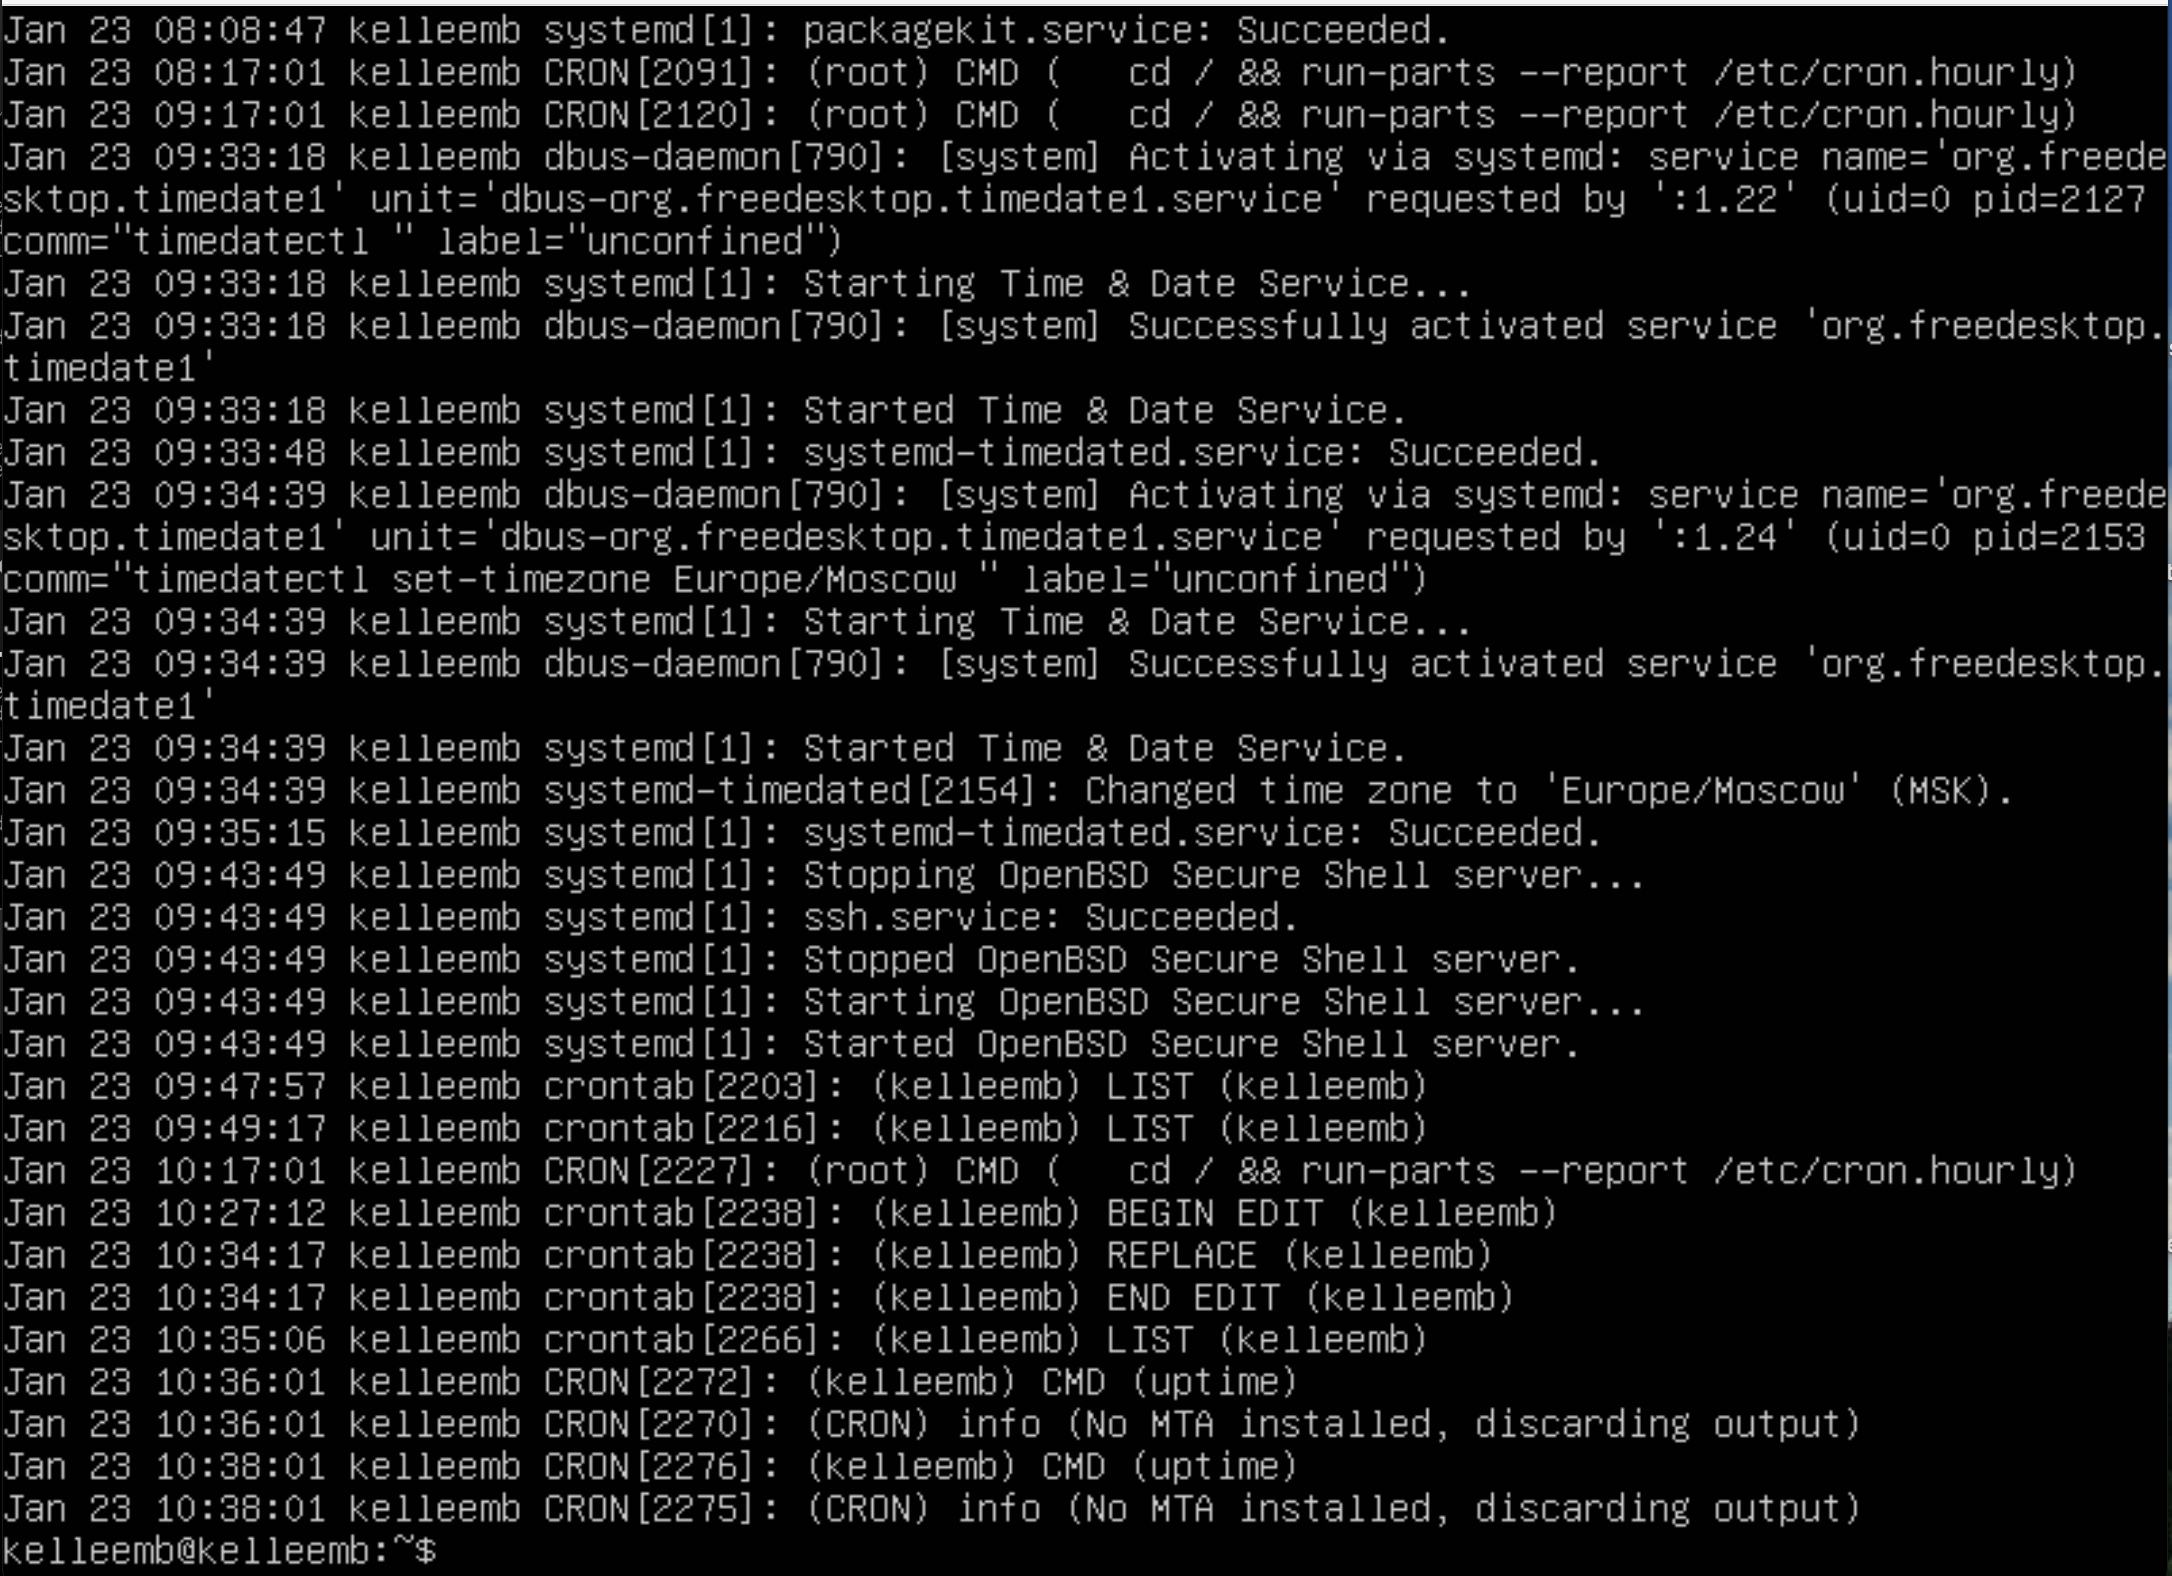 Jan 23 08:08:47 kelleemb systemd[1]: packagekit.service: Succeeded.
Jan 23 08:17:01 kelleemb CRON[2091]: (root) CMD (   cd / && run-parts --report /etc/cron.hourly)
Jan 23 09:17:01 kelleemb CRON[2120]: (root) CMD (   cd / && run-parts --report /etc/cron.hourly)
Jan 23 09:33:18 kelleemb dbus-daemon[790]: [system] Activating via systemd: service name='org.freede
sktop.timedate1' unit='dbus-org.freedesktop.timedate1.service' requested by ':1.22' (uid=0 pid=2127
comm="timedatectl " label="unconfined")
Jan 23 09:33:18 kelleemb systemd[1]: Starting Time & Date Service...
Jan 23 09:33:18 kelleemb dbus-daemon[790]: [system] Successfully activated service 'org.freedesktop.
timedate1'
Jan 23 09:33:18 kelleemb systemd[1]: Started Time & Date Service.
Jan 23 09:33:48 kelleemb systemd[1]: systemd-timedated.service: Succeeded.
Jan 23 09:34:39 kelleemb dbus-daemon[790]: [system] Activating via systemd: service name='org.freede
sktop.timedate1' unit='dbus-org.freedesktop.timedate1.service' requested by ':1.24' (uid=0 pid=2153
comm="timedatectl set-timezone Europe/Moscow " label="unconfined")
Jan 23 09:34:39 kelleemb systemd[1]: Starting Time & Date Service...
Jan 23 09:34:39 kelleemb dbus-daemon[790]: [system] Successfully activated service 'org.freedesktop.
timedate1'
Jan 23 09:34:39 kelleemb systemd[1]: Started Time & Date Service.
Jan 23 09:34:39 kelleemb systemd-timedated[2154]: Changed time zone to 'Europe/Moscow' (MSK).
Jan 23 09:35:15 kelleemb systemd[1]: systemd-timedated.service: Succeeded.
Jan 23 09:43:49 kelleemb systemd[1]: Stopping OpenBSD Secure Shell server...
Jan 23 09:43:49 kelleemb systemd[1]: ssh.service: Succeeded.
Jan 23 09:43:49 kelleemb systemd[1]: Stopped OpenBSD Secure Shell server.
Jan 23 09:43:49 kelleemb systemd[1]: Starting OpenBSD Secure Shell server...
Jan 23 09:43:49 kelleemb systemd[1]: Started OpenBSD Secure Shell server.
Jan 23 09:47:57 kelleemb crontab[2203]: (kelleemb) LIST (kelleemb)
Jan 23 09:49:17 kelleemb crontab[2216]: (kelleemb) LIST (kelleemb)
Jan 23 10:17:01 kelleemb CRON[2227]: (root) CMD (   cd / && run-parts --report /etc/cron.hourly)
Jan 23 10:27:12 kelleemb crontab[2238]: (kelleemb) BEGIN EDIT (kelleemb)
Jan 23 10:34:17 kelleemb crontab[2238]: (kelleemb) REPLACE (kelleemb)
Jan 23 10:34:17 kelleemb crontab[2238]: (kelleemb) END EDIT (kelleemb)
Jan 23 10:35:06 kelleemb crontab[2266]: (kelleemb) LIST (kelleemb)
Jan 23 10:36:01 kelleemb CRON[2272]: (kelleemb) CMD (uptime)
Jan 23 10:36:01 kelleemb CRON[2270]: (CRON) info (No MTA installed, discarding output)
Jan 23 10:38:01 kelleemb CRON[2276]: (kelleemb) CMD (uptime)
Jan 23 10:38:01 kelleemb CRON[2275]: (CRON) info (No MTA installed, discarding output)
kelleemb@kelleemb:~$